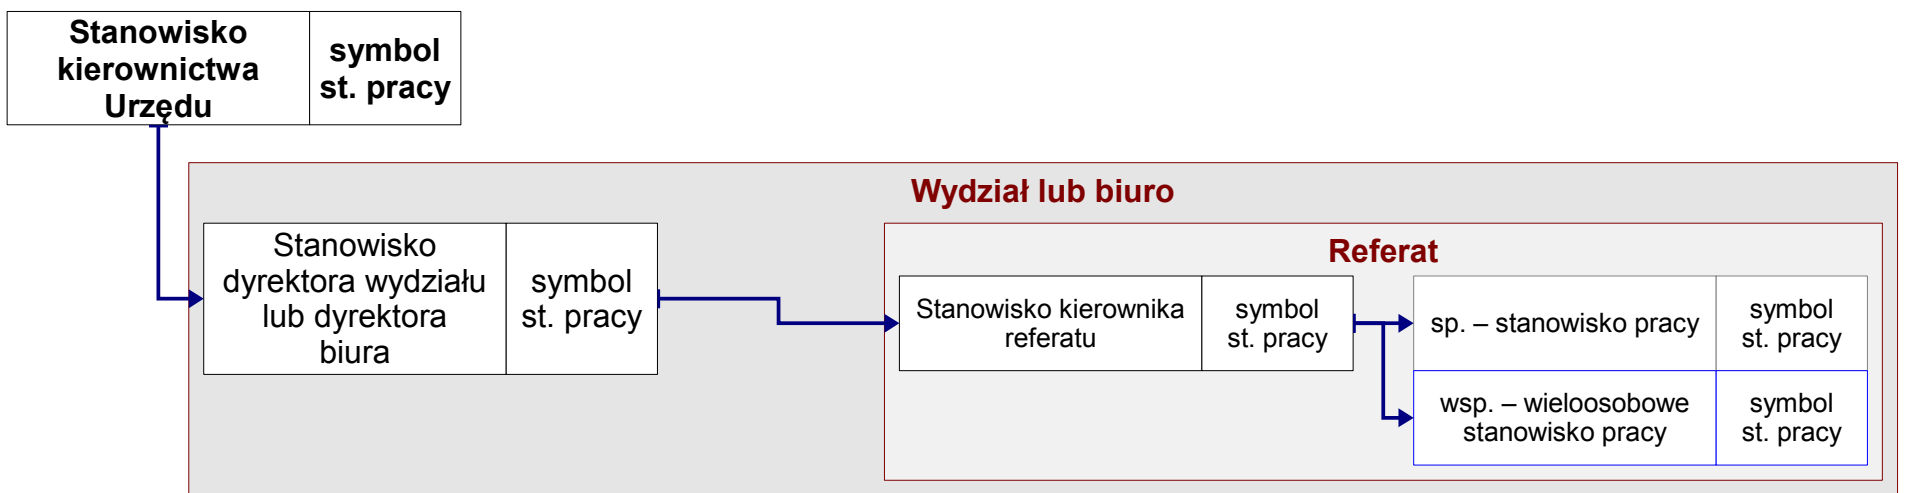 Stanowisko
kierownictwa
Urzędu
symbol
st. pracy
Wydział lub biuro
Stanowisko
dyrektora wydziału
lub dyrektora
biura
symbol
st. pracy
Referat
Stanowisko kierownika
referatu
symbol
st. pracy
sp. – stanowisko pracy
symbol
st. pracy
wsp. – wieloosobowe
stanowisko pracy
symbol
st. pracy